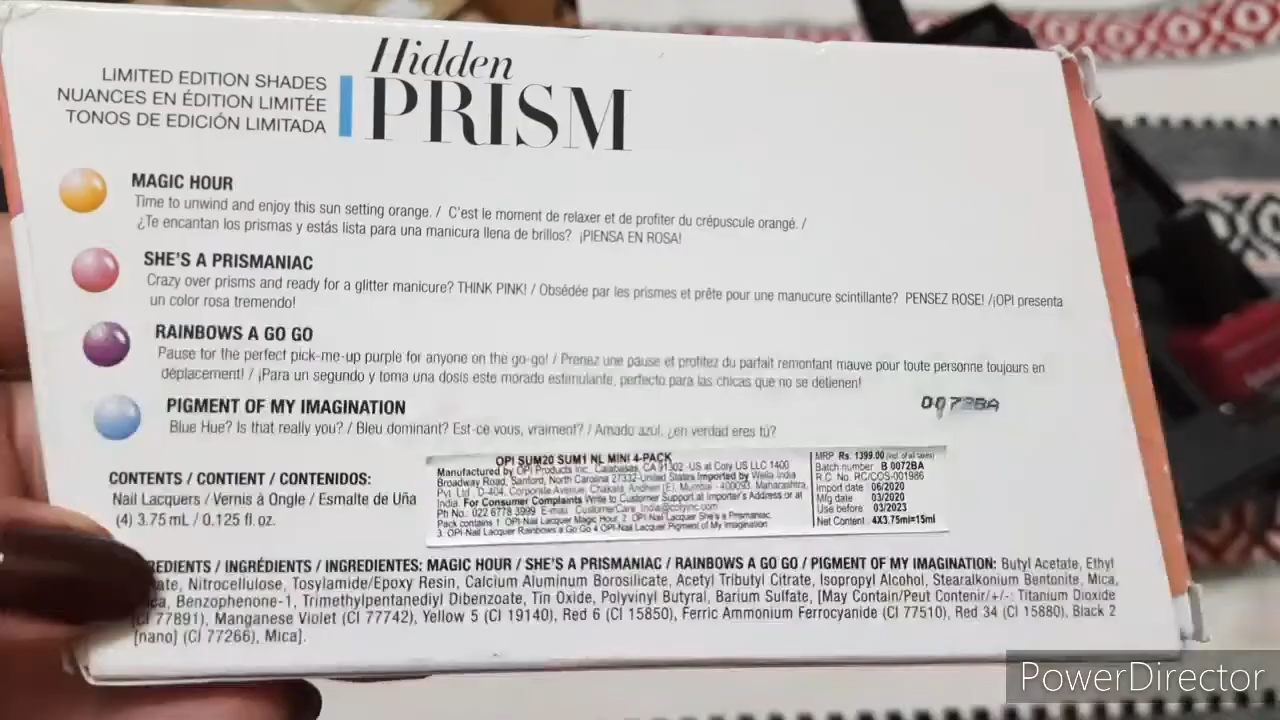 Hidden
PRISM
LIMITED EDITION SHADES
NUANCES EN ÉDITION LIMITÉE
TONOS DE EDICIÓN LIMITADA
MAGIC HOUR
Time to unwind and enjoy this sun setting orange. / C'est le moment de relaxer et de profiter du crépuscule orangé. /
¿Te encantan los prismas y estás lista para una manicura llena de brillos? ¡PIENSA EN ROSA!
SHE'S A PRISMANIAC
Crazy over prisms and ready for a glitter manicure? THINK PINK! / Obsédée par les prismes et prête pour une manucure scintillante? PENSEZ ROSE! /¡OPI presenta
un color rosa tremendo!
RAINBOWS A GO GO
Pause for the perfect pick-me-up purple for anyone on the go-go! / Prenez une pause et profitez du parfait remontant mauve pour toute personne toujours en
déplacement! / ¡Para un segundo y toma una dosis este morado estimulante, perfecto para las chicas que no se detienen!
PIGMENT OF MY IMAGINATION
Blue Hue? Is that really you? / Bleu dominant? Est-ce vous, vraiment? / Amado azul, ¿en verdad eres tú?
0072BA
CONTENTS / CONTIENT / CONTENIDOS:
Nail Lacquers / Vernis à Ongle / Esmalte de Uña
(4) 3.75 mL / 0.125 fl. oz.
OPI SUM20 SUM1 NL MINI 4-PACK
Manufactured by OPI Products Inc., Calabasas, CA 91302 -US at Coty US LLC 1400
Broadway Road, Sanford, North Carolina 27332-United States Imported by Wella India
Pvt. Ltd. D-404, Corporate Avenue, Chakala, Andheri (E), Mumbai - 400093, Maharashtra,
India. For Consumer Complaints Write to Customer Support at Importer's Address or at
Ph No.: 022 6778 3999 E-mail: CustomerCare_India@cotyinc.com
Pack contains 1. OPI-Nail Lacquer Magic Hour 2. OPI-Nail Lacquer She's a Prismaniac
3. OPI-Nail Lacquer Rainbows a Go Go 4.OPI-Nail Lacquer Pigment of My Imagination
MRP Rs. 1399.00 (incl. of all taxes)
Batch number B 0072BA
R.C. No. RC/COS-001986
Import date 06/2020
Mfg date 03/2020
Use before 03/2023
Net Content 4X3.75ml=15ml
REDIENTS / INGRÉDIENTS / INGREDIENTES: MAGIC HOUR / SHE'S A PRISMANIAC / RAINBOWS A GO GO / PIGMENT OF MY IMAGINATION: Butyl Acetate, Ethyl
ate, Nitrocellulose, Tosylamide/Epoxy Resin, Calcium Aluminum Borosilicate, Acetyl Tributyl Citrate, Isopropyl Alcohol, Stearalkonium Bentonite, Mica,
ca, Benzophenone-1, Trimethylpentanediyl Dibenzoate, Tin Oxide, Polyvinyl Butyral, Barium Sulfate, [May Contain/Peut Contenir/+/-: Titanium Dioxide
(CI 77891), Manganese Violet (CI 77742), Yellow 5 (CI 19140), Red 6 (CI 15850), Ferric Ammonium Ferrocyanide (CI 77510), Red 34 (CI 15880), Black 2
[nano] (CI 77266), Mica].
PowerDirector